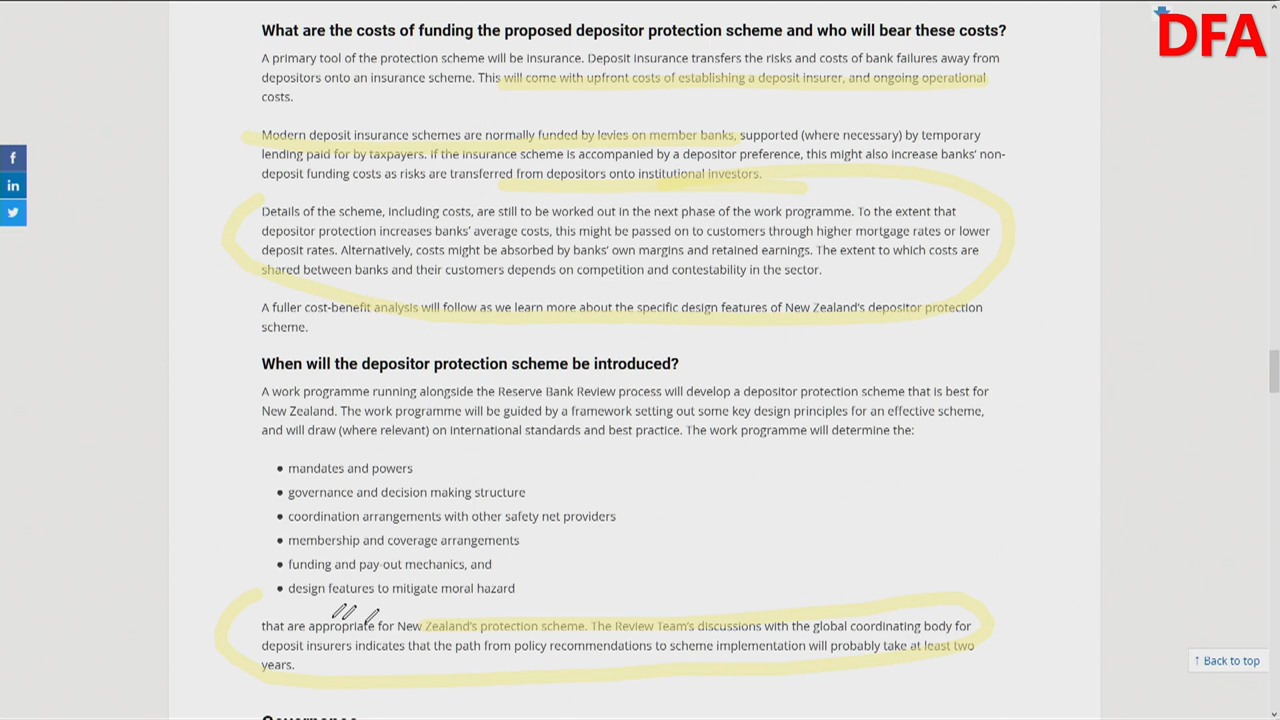 DFA
What are the costs of funding the proposed depositor protection scheme and who will bear these costs?
A primary tool of the protection scheme will be insurance. Deposit insurance transfers the risks and costs of bank failures away from
depositors onto an insurance scheme. This will come with upfront costs of establishing a deposit insurer, and ongoing operational
costs.
Modern deposit insurance schemes are normally funded by levies on member banks, supported (where necessary) by temporary
lending paid for by taxpayers. If the insurance scheme is accompanied by a depositor preference, this might also increase banks' non-
deposit funding costs as risks are transferred from depositors onto institutional investors.
Details of the scheme, including costs, are still to be worked out in the next phase of the work programme. To the extent that
depositor protection increases banks' average costs, this might be passed on to customers through higher mortgage rates or lower
deposit rates. Alternatively, costs might be absorbed by banks' own margins and retained earnings. The extent to which costs are
shared between banks and their customers depends on competition and contestability in the sector.
A fuller cost-benefit analysis will follow as we learn more about the specific design features of New Zealand's depositor protection
scheme.
When will the depositor protection scheme be introduced?
A work programme running alongside the Reserve Bank Review process will develop a depositor protection scheme that is best for
New Zealand. The work programme will be guided by a framework setting out some key design principles for an effective scheme,
and will draw (where relevant) on international standards and best practice. The work programme will determine the:
• mandates and powers
• governance and decision making structure
• coordination arrangements with other safety net providers
• membership and coverage arrangements
• funding and pay-out mechanics, and
• design features to mitigate moral hazard
that are appropriate for New Zealand's protection scheme. The Review Team's discussions with the global coordinating body for
deposit insurers indicates that the path from policy recommendations to scheme implementation will probably take at least two
years.
↑ Back to top